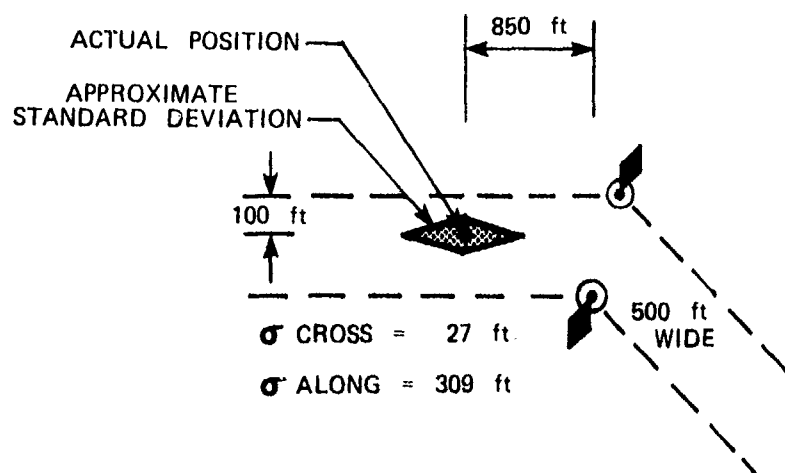 850 ft
ACTUAL POSITION
APPROXIMATE
STANDARD DEVIATION
100 ft
500 ft
WIDE
σ CROSS = 27 ft
σ ALONG = 309 ft